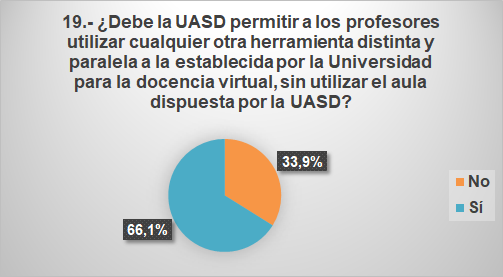 19.- ¿Debe la UASD permitir a los profesores
utilizar cualquier otra herramienta distinta y
paralela a la establecida por la Universidad
para la docencia virtual, sin utilizar el aula
dispuesta por la UASD?
33,9%
66,1%
No
Sí